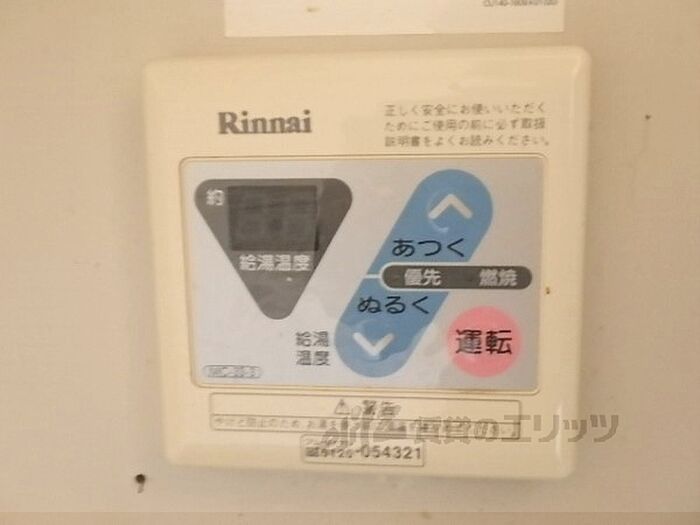 Rinnai
正しく安全にお使いいただく
ためにご使用の前に必ず取扱
説明書をよくお読みください。
約
給湯温度
あつく
優先 燃焼
ぬるく
給湯
温度
運転
⚠ 警告
賃貸のエリッツ
0120-054321